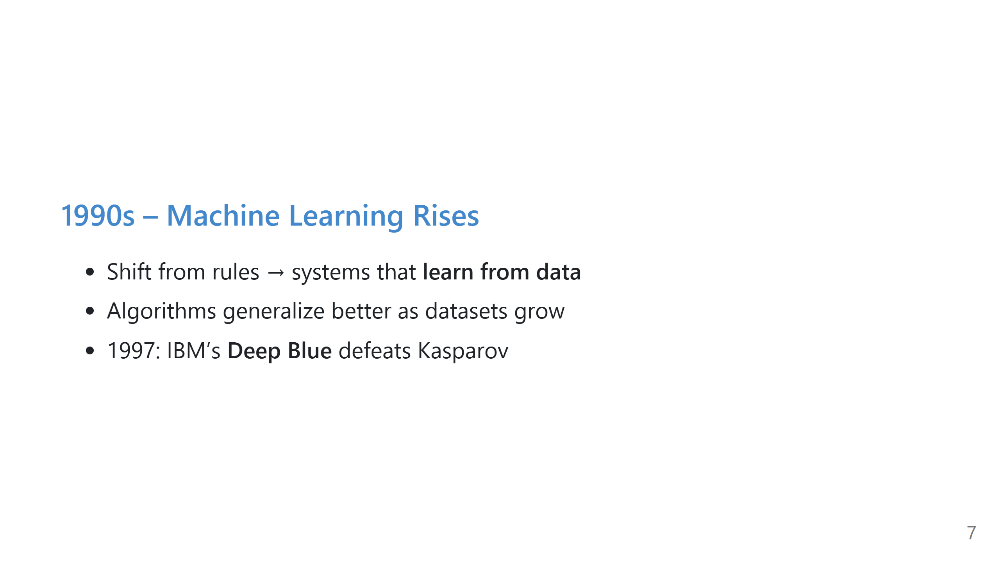 1990s – Machine Learning Rises
• Shift from rules → systems that learn from data
• Algorithms generalize better as datasets grow
• 1997: IBM’s Deep Blue defeats Kasparov
7